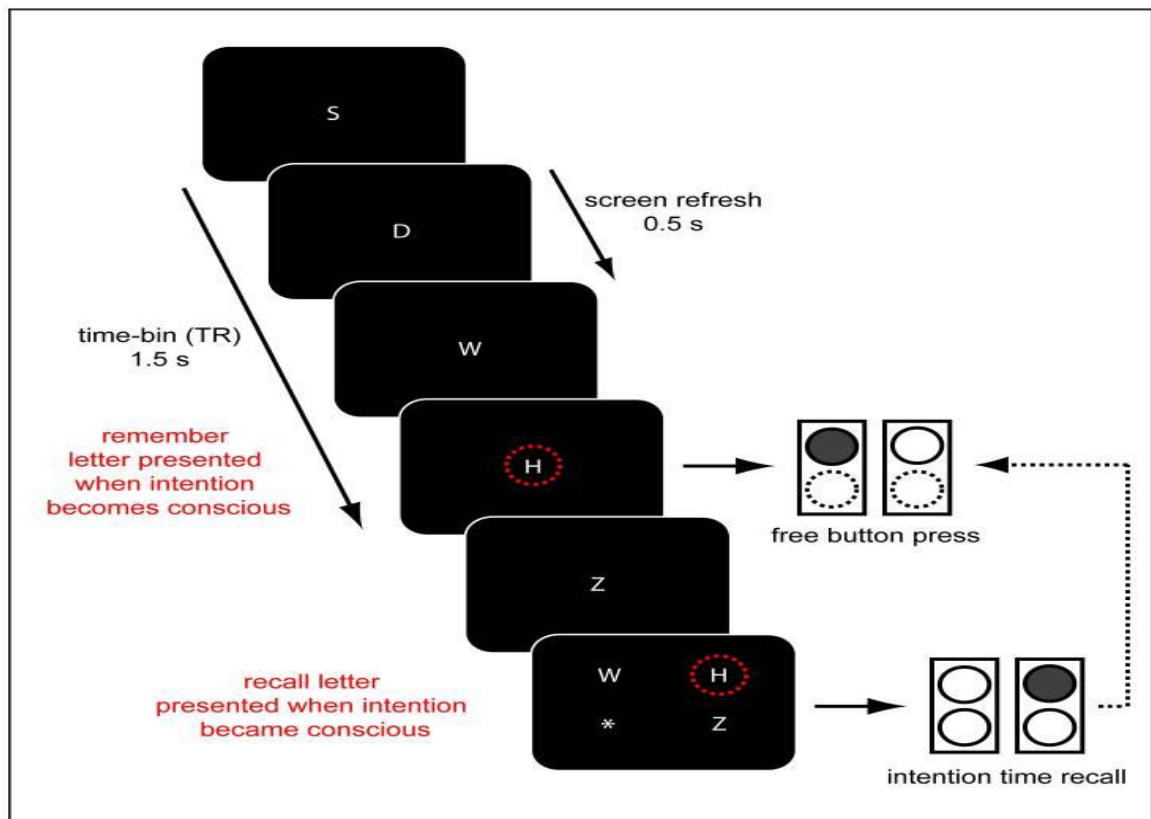 S
D
screen refresh
0.5 s
W
time-bin (TR)
1.5 s
remember
letter presented
when intention
becomes conscious
H
free button press
Z
recall letter
presented when intention
became conscious
W H
* Z
intention time recall